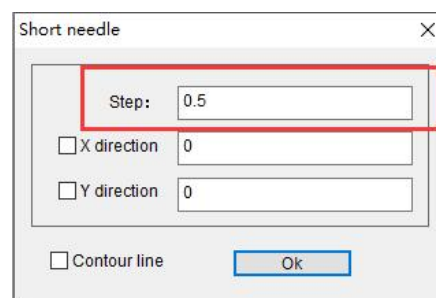 Short needle
Step: 0.5
X direction 0
Y direction 0
Contour line Ok